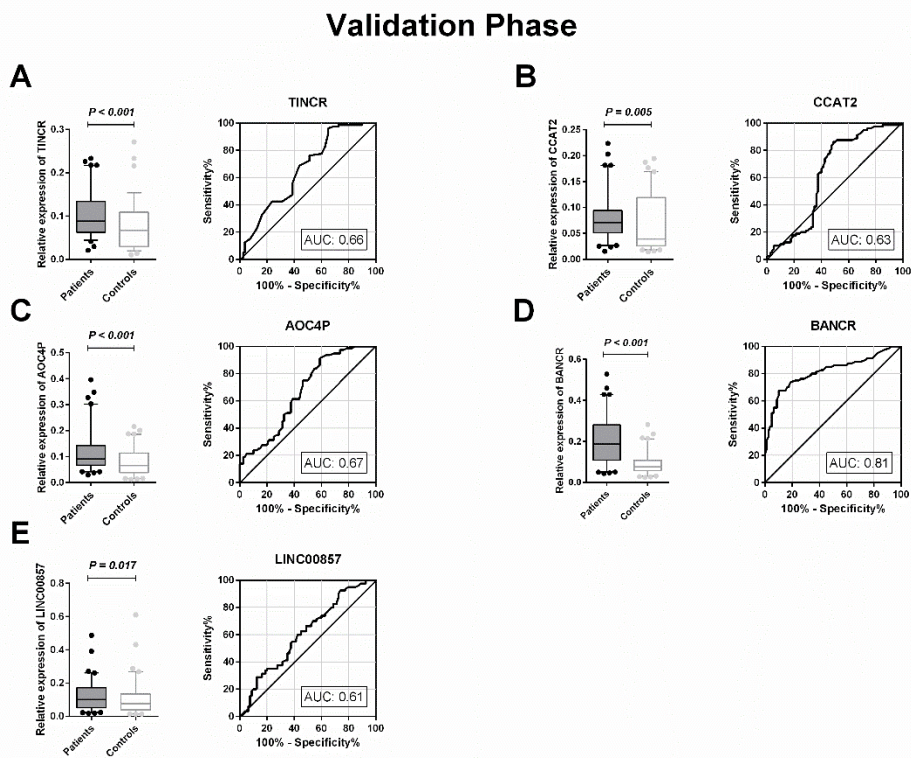 Validation Phase
A
P < 0.001
Relative expression of TINCR
0.3
0.2
0.1
0.0
Patients
Controls
TINCR
Sensitivity%
100
80
60
40
20
0
0 20 40 60 80 100
100% - Specificity%
AUC: 0.66
B
P = 0.005
Relative expression of CCAT2
0.25
0.20
0.15
0.10
0.05
0.00
Patients
Controls
CCAT2
Sensitivity%
100
80
60
40
20
0
0 20 40 60 80 100
100% - Specificity%
AUC: 0.63
C
P < 0.001
Relative expression of AOC4P
0.5
0.4
0.3
0.2
0.1
0.0
Patients
Controls
AOC4P
Sensitivity%
100
80
60
40
20
0
0 20 40 60 80 100
100% - Specificity%
AUC: 0.67
D
P < 0.001
Relative expression of BANCR
0.6
0.4
0.2
0.0
Patients
Controls
BANCR
Sensitivity%
100
80
60
40
20
0
0 20 40 60 80 100
100% - Specificity%
AUC: 0.81
E
P = 0.017
Relative expression of LINC00857
0.8
0.6
0.4
0.2
0.0
Patients
Controls
LINC00857
Sensitivity%
100
80
60
40
20
0
0 20 40 60 80 100
100% - Specificity%
AUC: 0.61